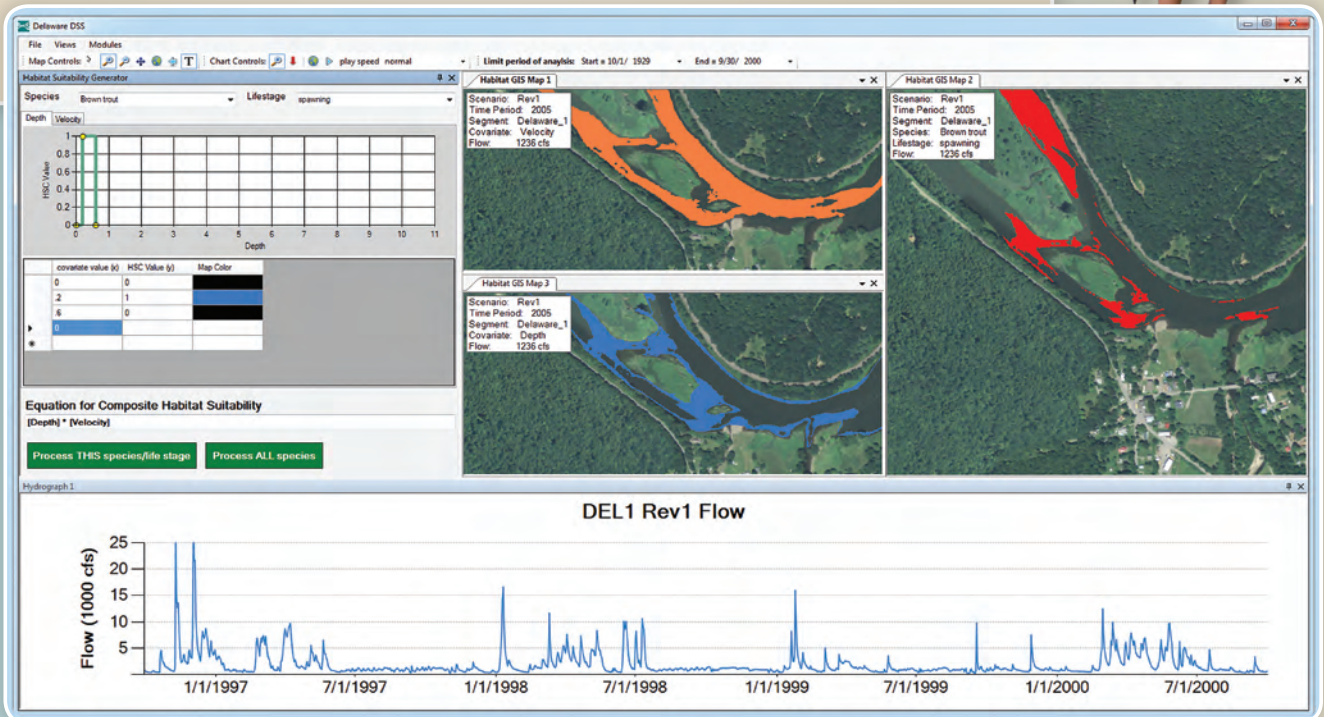 Delaware DSS
File Views Modules
Map Controls: T Chart Controls: play speed normal Limit period of anaylsis: Start = 10/1/ 1929 End = 9/30/ 2000
Habitat Suitability Generator
Species Brown trout Lifestage spawning
Depth Velocity
HSC Value
1
0.8
0.6
0.4
0.2
0
0 1 2 3 4 5 6 7 8 9 10 11
Depth
covariate value (x) HSC Value (y) Map Color
0 0
.2 1
.6 0
0
Equation for Composite Habitat Suitability
[Depth] * [Velocity]
Process THIS species/life stage Process ALL species
Habitat GIS Map 1
Scenario: Rev1
Time Period: 2005
Segment: Delaware_1
Covariate: Velocity
Flow: 1236 cfs
Habitat GIS Map 3
Scenario: Rev1
Time Period: 2005
Segment: Delaware_1
Covariate: Depth
Flow: 1236 cfs
Habitat GIS Map 2
Scenario: Rev1
Time Period: 2005
Segment: Delaware_1
Species: Brown trout
Lifestage: spawning
Flow: 1236 cfs
Hydrograph 1
DEL1 Rev1 Flow
Flow (1000 cfs)
25
20
15
10
5
1/1/1997 7/1/1997 1/1/1998 7/1/1998 1/1/1999 7/1/1999 1/1/2000 7/1/2000